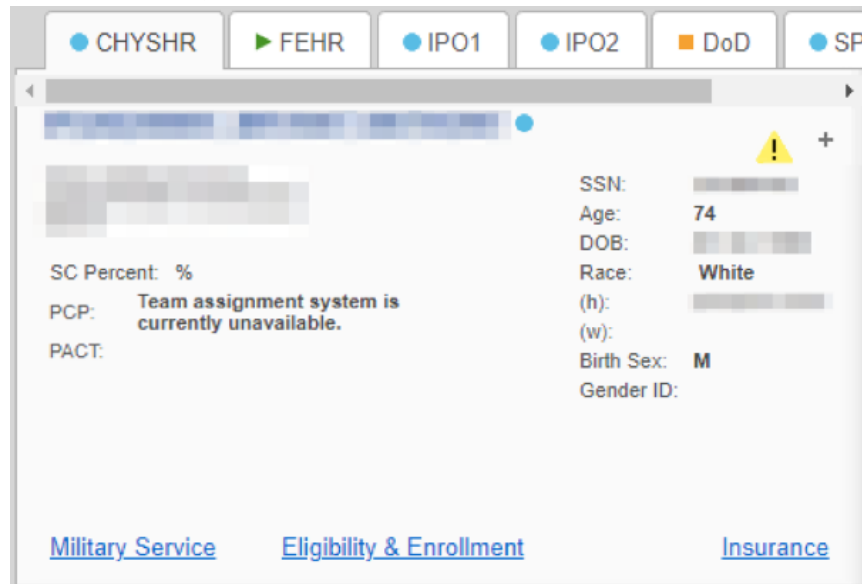 CHYSHR FEHR IPO1 IPO2 DoD SP
SSN:
Age: 74
DOB:
SC Percent: % Race: White
PCP: Team assignment system is
currently unavailable.
(h):
(w):
PACT:
Birth Sex: M
Gender ID:
Military Service Eligibility & Enrollment Insurance